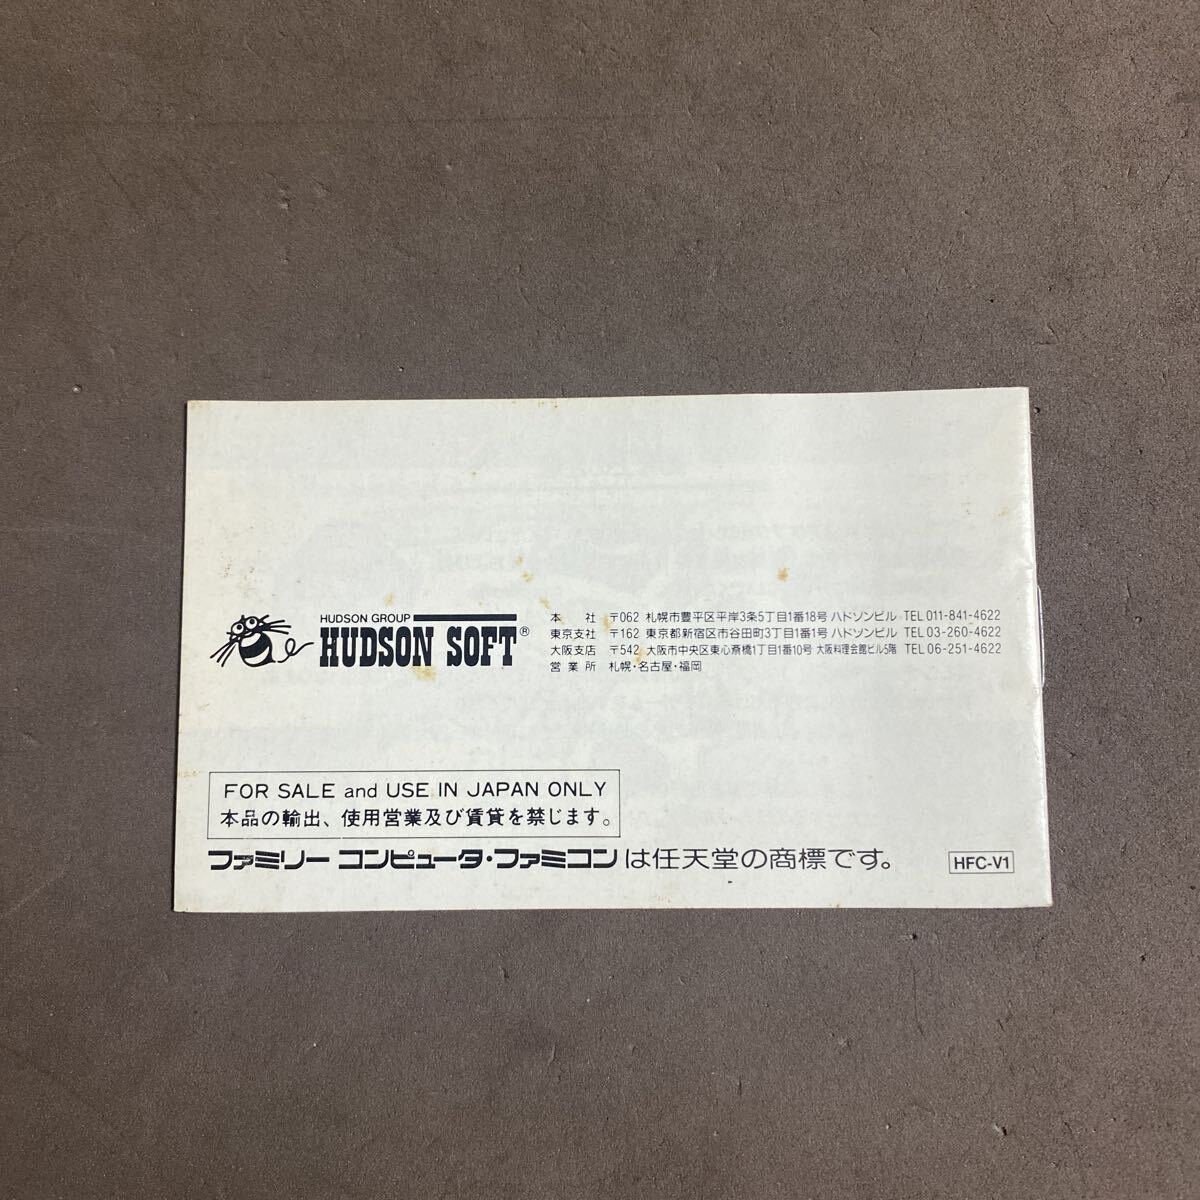 HUDSON GROUP
HUDSON SOFT®
本 社 〒062 札幌市豊平区平岸3条5丁目1番18号 ハドソンビル TEL 011-841-4622
東京支社 〒162 東京都新宿区市谷田町3丁目1番1号 ハドソンビル TEL 03-260-4622
大阪支店 〒542 大阪市中央区東心斎橋1丁目1番10号 大阪料理会館ビル5階 TEL 06-251-4622
営業所 札幌・名古屋・福岡
FOR SALE and USE IN JAPAN ONLY
本品の輸出、使用営業及び賃貸を禁じます。
ファミリー コンピュータ・ファミコンは任天堂の商標です。
HFC-V1